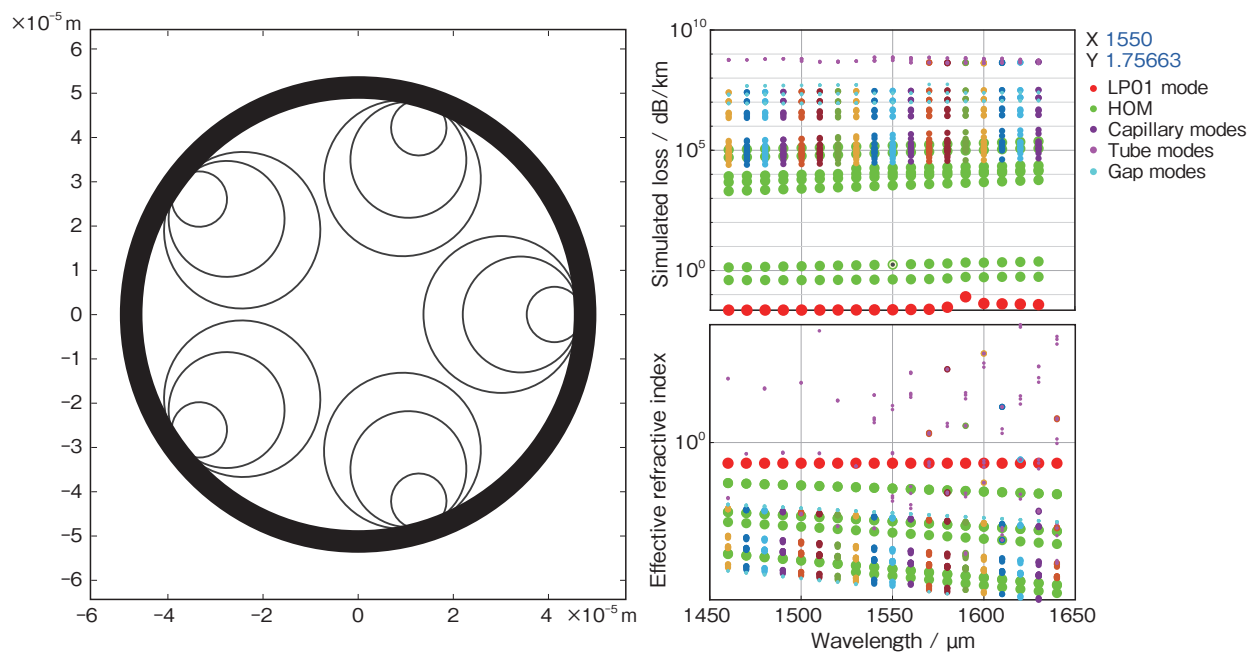 ×10⁻⁵ m
6
5
4
3
2
1
0
−1
−2
−3
−4
−5
−6
−6
−4
−2
0
2
4
×10⁻⁵ m
Simulated loss / dB/km
10¹⁰
10⁵
10⁰
X 1550
Y 1.75663
LP01 mode
HOM
Capillary modes
Tube modes
Gap modes
Effective refractive index
10⁰
1450
1500
1550
1600
1650
Wavelength / μm